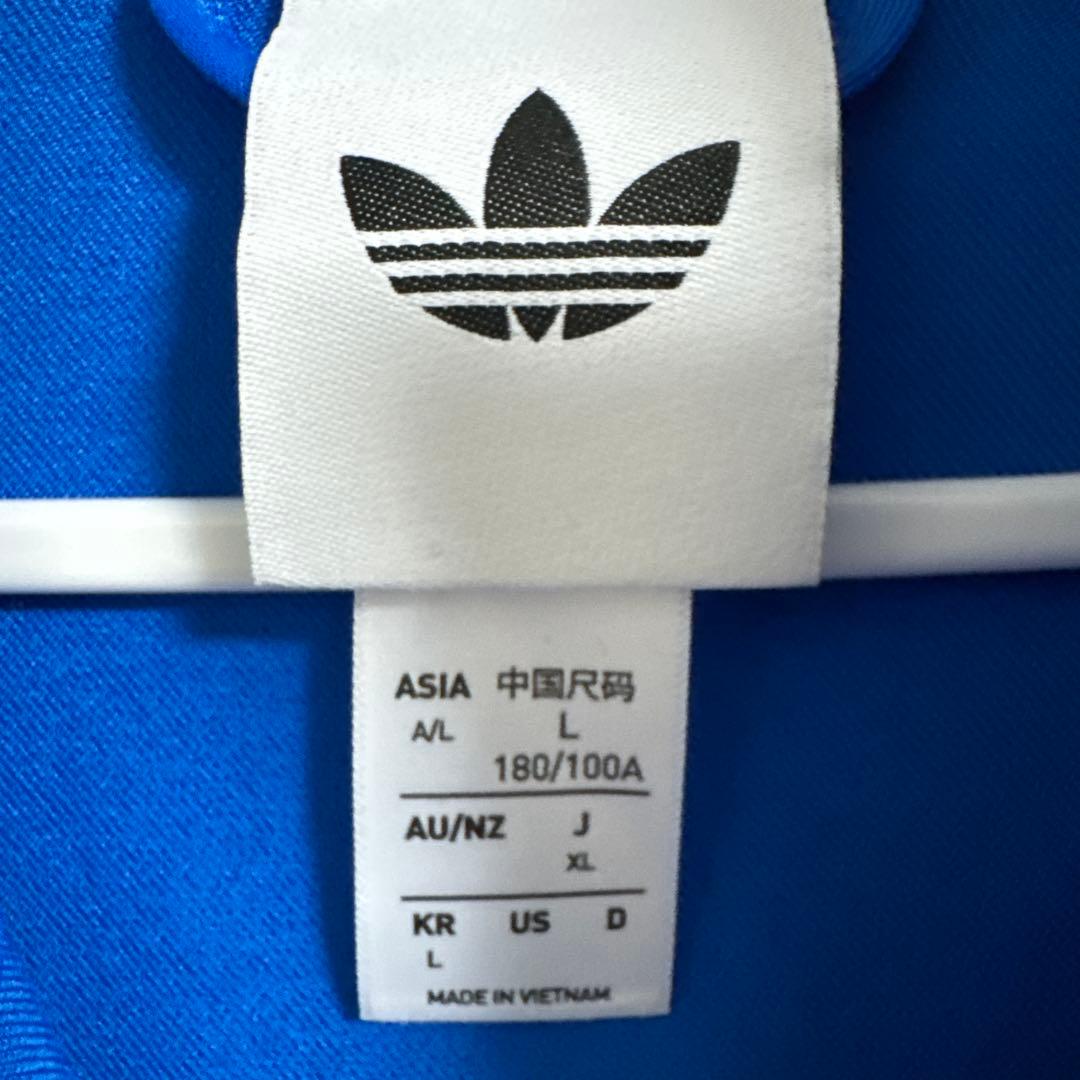 ASIA 中国尺码
A/L L
180/100A
AU/NZ J
XL
KR US D
L
MADE IN VIETNAM